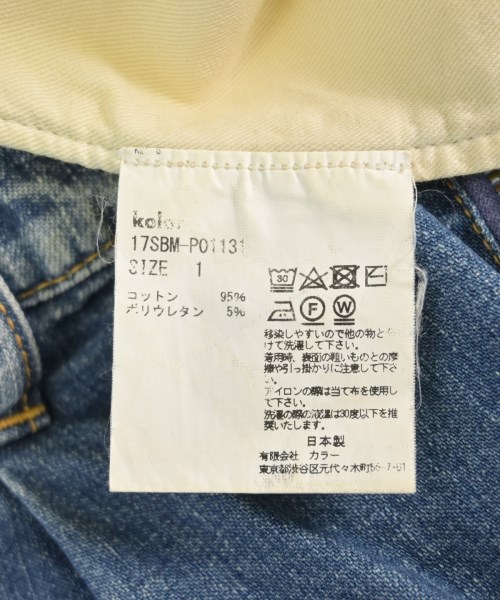 kolor
17SBM-P01131
SIZE 1
コットン 95%
ポリウレタン 5%
30
F W
移染しやすいので他の物とわ
けて洗濯して下さい。
着用時、表面の粗いものとの摩
擦や引っ掛かりに注意して下さ
い。
アイロンの際は当て布を使用し
て下さい。
洗濯の際の液温は30度以下を推
奨いたします。
日本製
有限会社 カラー
東京都渋谷区元代々木町